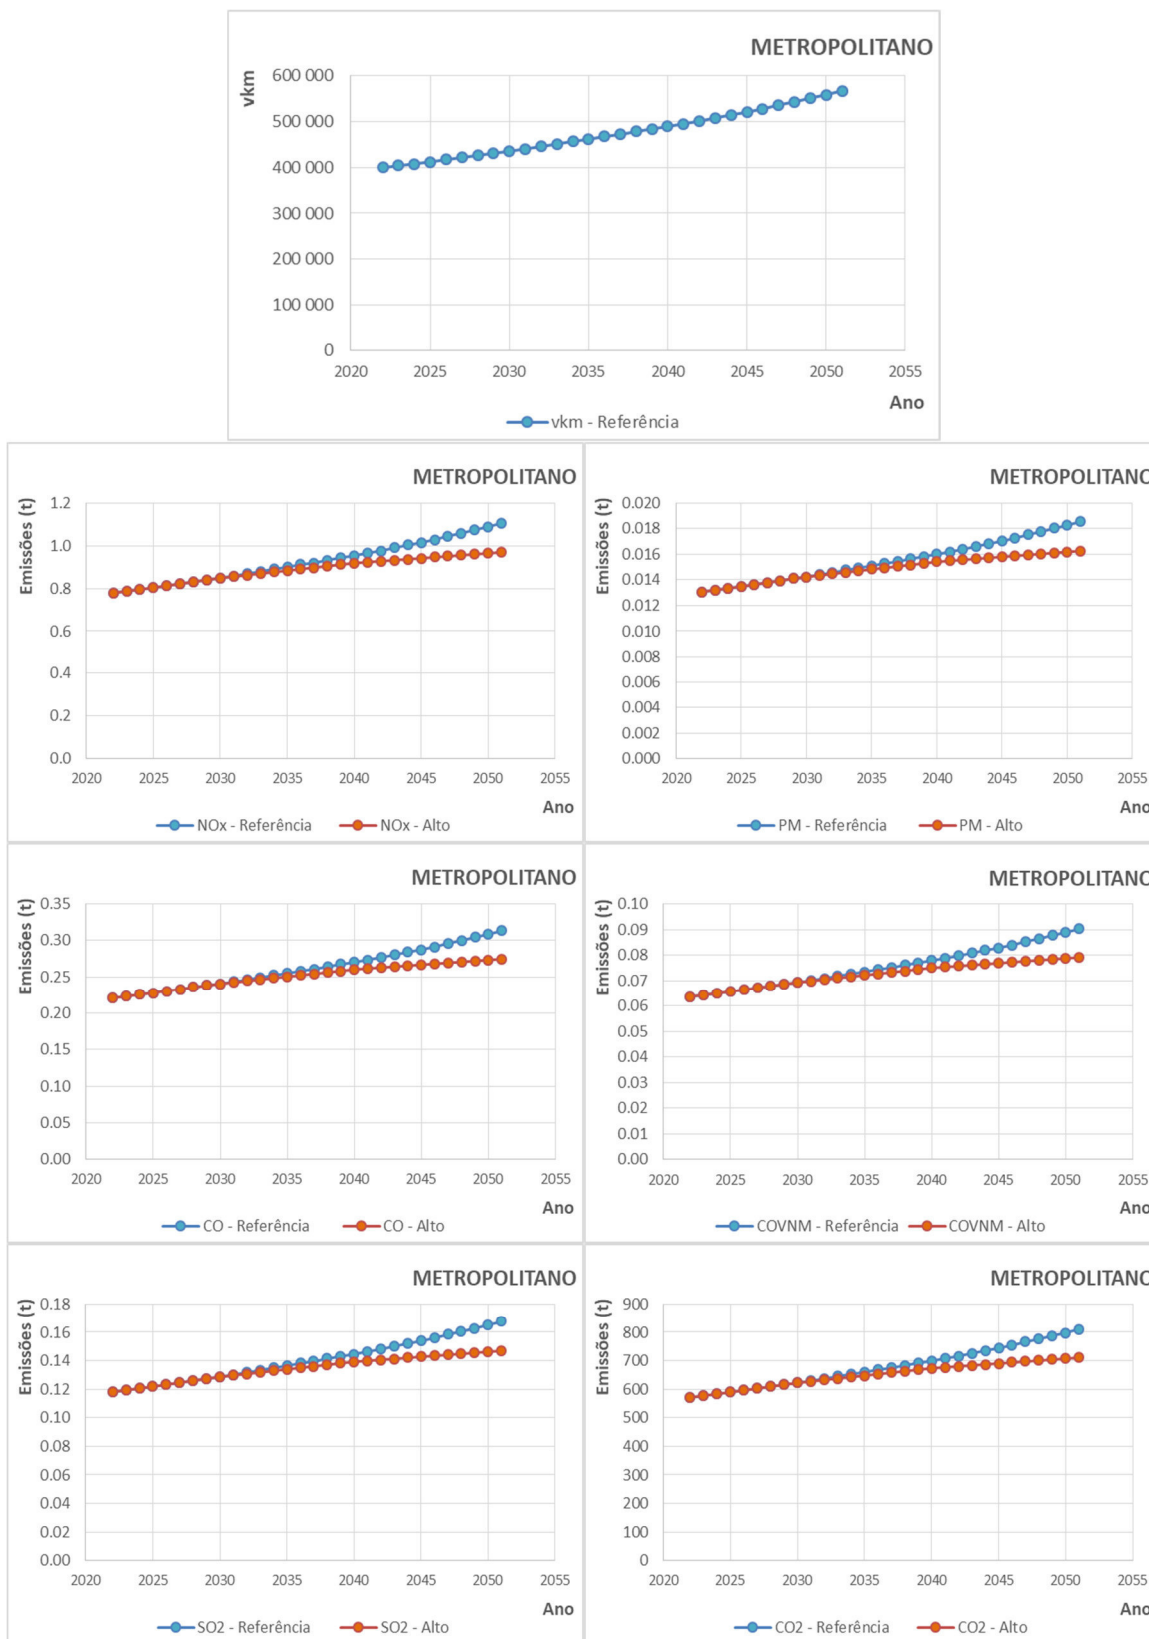 METROPOLITANO
vkm
600 000
500 000
400 000
300 000
200 000
100 000
0
2020 2025 2030 2035 2040 2045 2050 2055
Ano
vkm - Referência
METROPOLITANO
Emissões (t)
1.2
1.0
0.8
0.6
0.4
0.2
0.0
2020 2025 2030 2035 2040 2045 2050 2055
Ano
NOx - Referência NOx - Alto
METROPOLITANO
Emissões (t)
0.020
0.018
0.016
0.014
0.012
0.010
0.008
0.006
0.004
0.002
0.000
2020 2025 2030 2035 2040 2045 2050 2055
Ano
PM - Referência PM - Alto
METROPOLITANO
Emissões (t)
0.35
0.30
0.25
0.20
0.15
0.10
0.05
0.00
2020 2025 2030 2035 2040 2045 2050 2055
Ano
CO - Referência CO - Alto
METROPOLITANO
Emissões (t)
0.10
0.09
0.08
0.07
0.06
0.05
0.04
0.03
0.02
0.01
0.00
2020 2025 2030 2035 2040 2045 2050 2055
Ano
COVNM - Referência COVNM - Alto
METROPOLITANO
Emissões (t)
0.18
0.16
0.14
0.12
0.10
0.08
0.06
0.04
0.02
0.00
2020 2025 2030 2035 2040 2045 2050 2055
Ano
SO2 - Referência SO2 - Alto
METROPOLITANO
Emissões (t)
900
800
700
600
500
400
300
200
100
0
2020 2025 2030 2035 2040 2045 2050 2055
Ano
CO2 - Referência CO2 - Alto